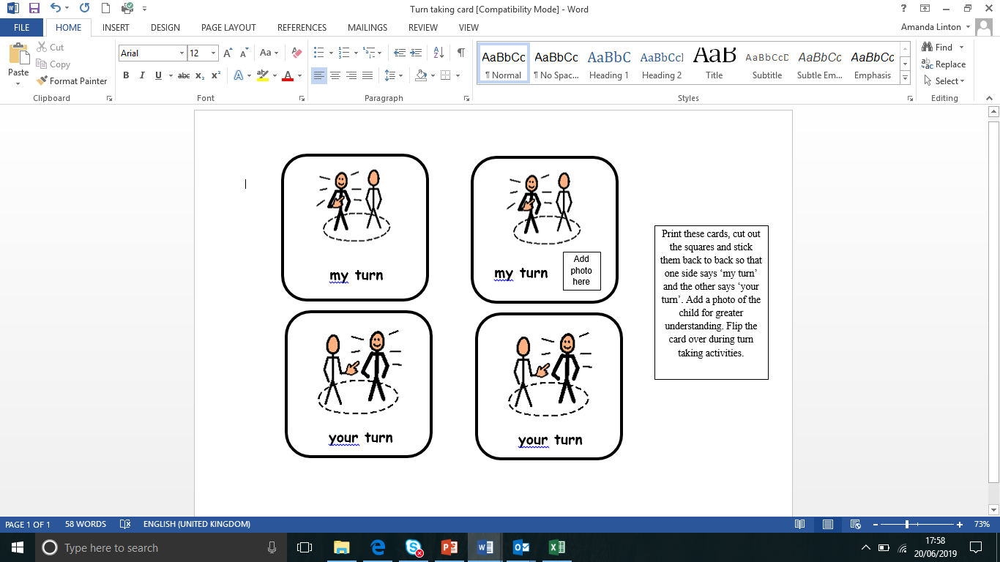 Turn taking card [Compatibility Mode] - Word
FILE HOME INSERT DESIGN PAGE LAYOUT REFERENCES MAILINGS REVIEW VIEW Amanda Linton
Paste
Cut
Copy
Format Painter
Clipboard
Arial 12
Aa
B I U abc x₂ x² A ab A
Font
Paragraph
AaBbCc AaBbCc AaBbC AaBbCcI AaB AaBbCcD AaBbCc AaBbCc
¶ Normal ¶ No Spac... Heading 1 Heading 2 Title Subtitle Subtle Em... Emphasis
Styles
Find
Replace
Select
Editing
my turn
my turn
Add
photo
here
your turn
your turn
Print these cards, cut out
the squares and stick
them back to back so that
one side says ‘my turn’
and the other says ‘your
turn’. Add a photo of the
child for greater
understanding. Flip the
card over during turn
taking activities.
PAGE 1 OF 1 58 WORDS ENGLISH (UNITED KINGDOM) 73%
Type here to search
17:58
20/06/2019